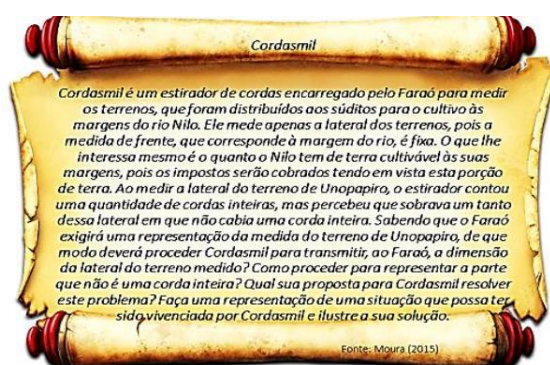 Cordasmil
Cordasmil é um estirador de cordas encarregado pelo Faraó para medir
os terrenos, que foram distribuídos aos súditos para o cultivo às
margens do rio Nilo. Ele mede apenas a lateral dos terrenos, pois a
medida de frente, que corresponde à margem do rio, é fixa. O que lhe
interessa mesmo é o quanto o Nilo tem de terra cultivável às suas
margens, pois os impostos serão cobrados tendo em vista esta porção
de terra. Ao medir a lateral do terreno de Unopapiro, o estirador contou
uma quantidade de cordas inteiras, mas percebeu que sobrava um tanto
dessa lateral em que não cabia uma corda inteira. Sabendo que o Faraó
exigirá uma representação da medida do terreno de Unopapiro, de que
modo deverá proceder Cordasmil para transmitir, ao Faraó, a dimensão
da lateral do terreno medido? Como proceder para representar a parte
que não é uma corda inteira? Qual sua proposta para Cordasmil resolver
este problema? Faça uma representação de uma situação que possa ter
sido vivenciada por Cordasmil e ilustre a sua solução.
Fonte: Moura (2015)